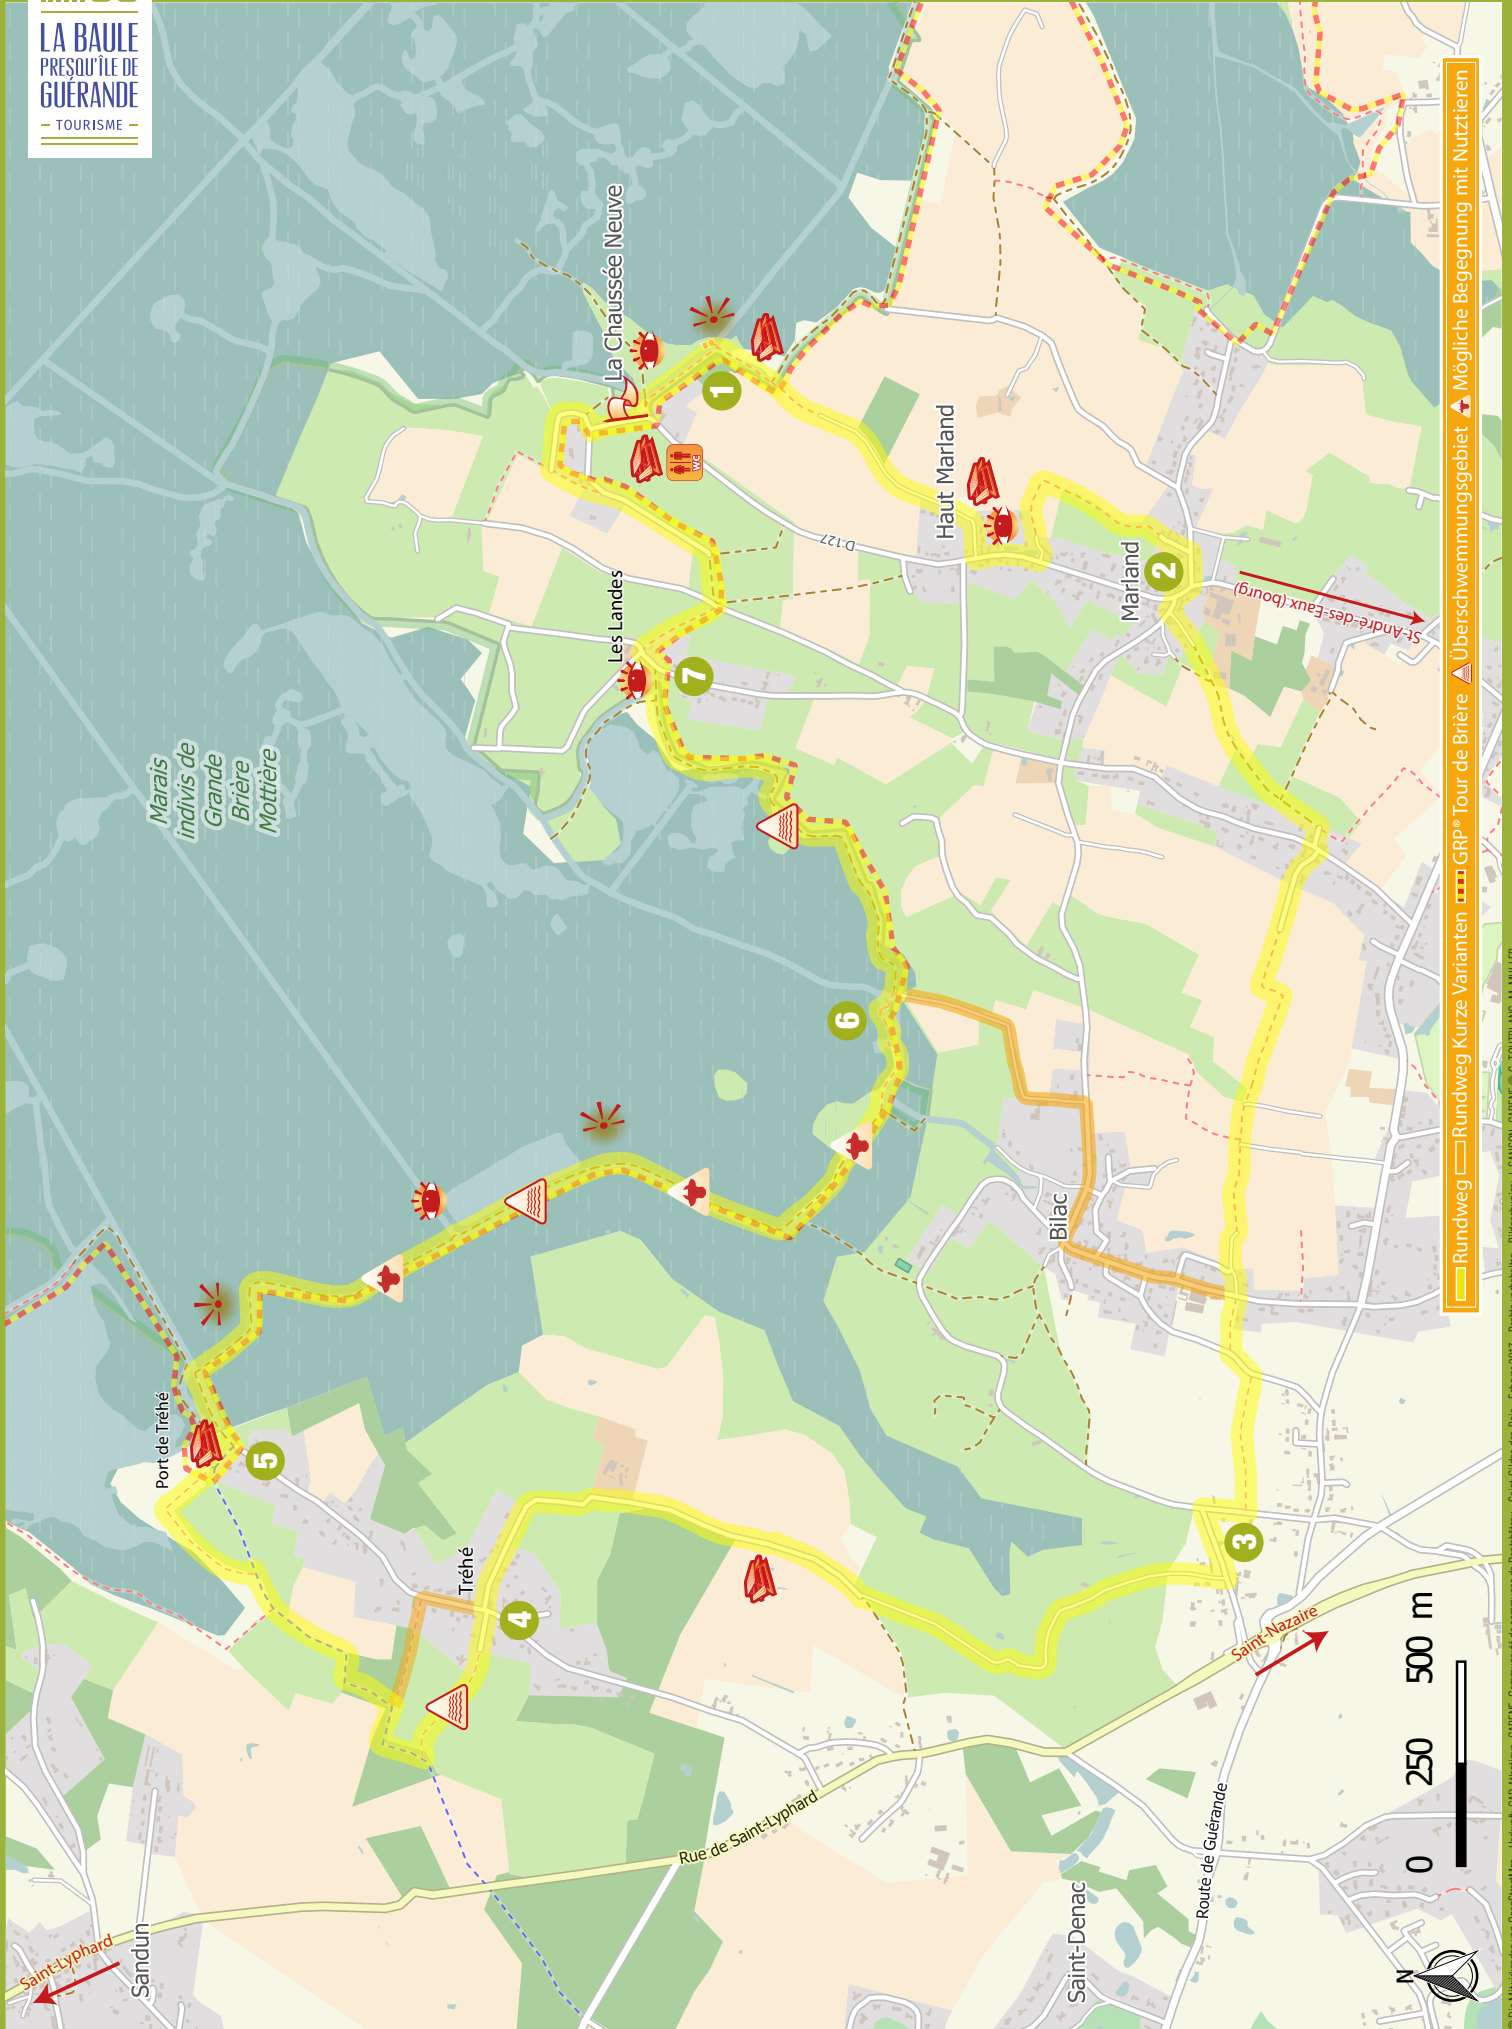 LA BAULE
PRESQU'ÎLE DE
GUÉRANDE
TOURISME
La Chaussée Neuve
Marais
indivis de
Grande
Brière
Mottière
Les Landes
Haut Marland
D 127
WC
Marland
St-André-des-Eaux (bourg)
Bilac
Port de Tréhé
Tréhé
1
2
3
4
5
6
7
Saint-Nazaire
Rue de Saint-Lyphard
Route de Guérande
Saint-Denac
Sandun
Saint-Lyphard
N
0 250 500 m
Rundweg Rundweg Kurze Varianten GRP® Tour de Brière Überschwemmungsgebiet Mögliche Begegnung mit Nutztieren